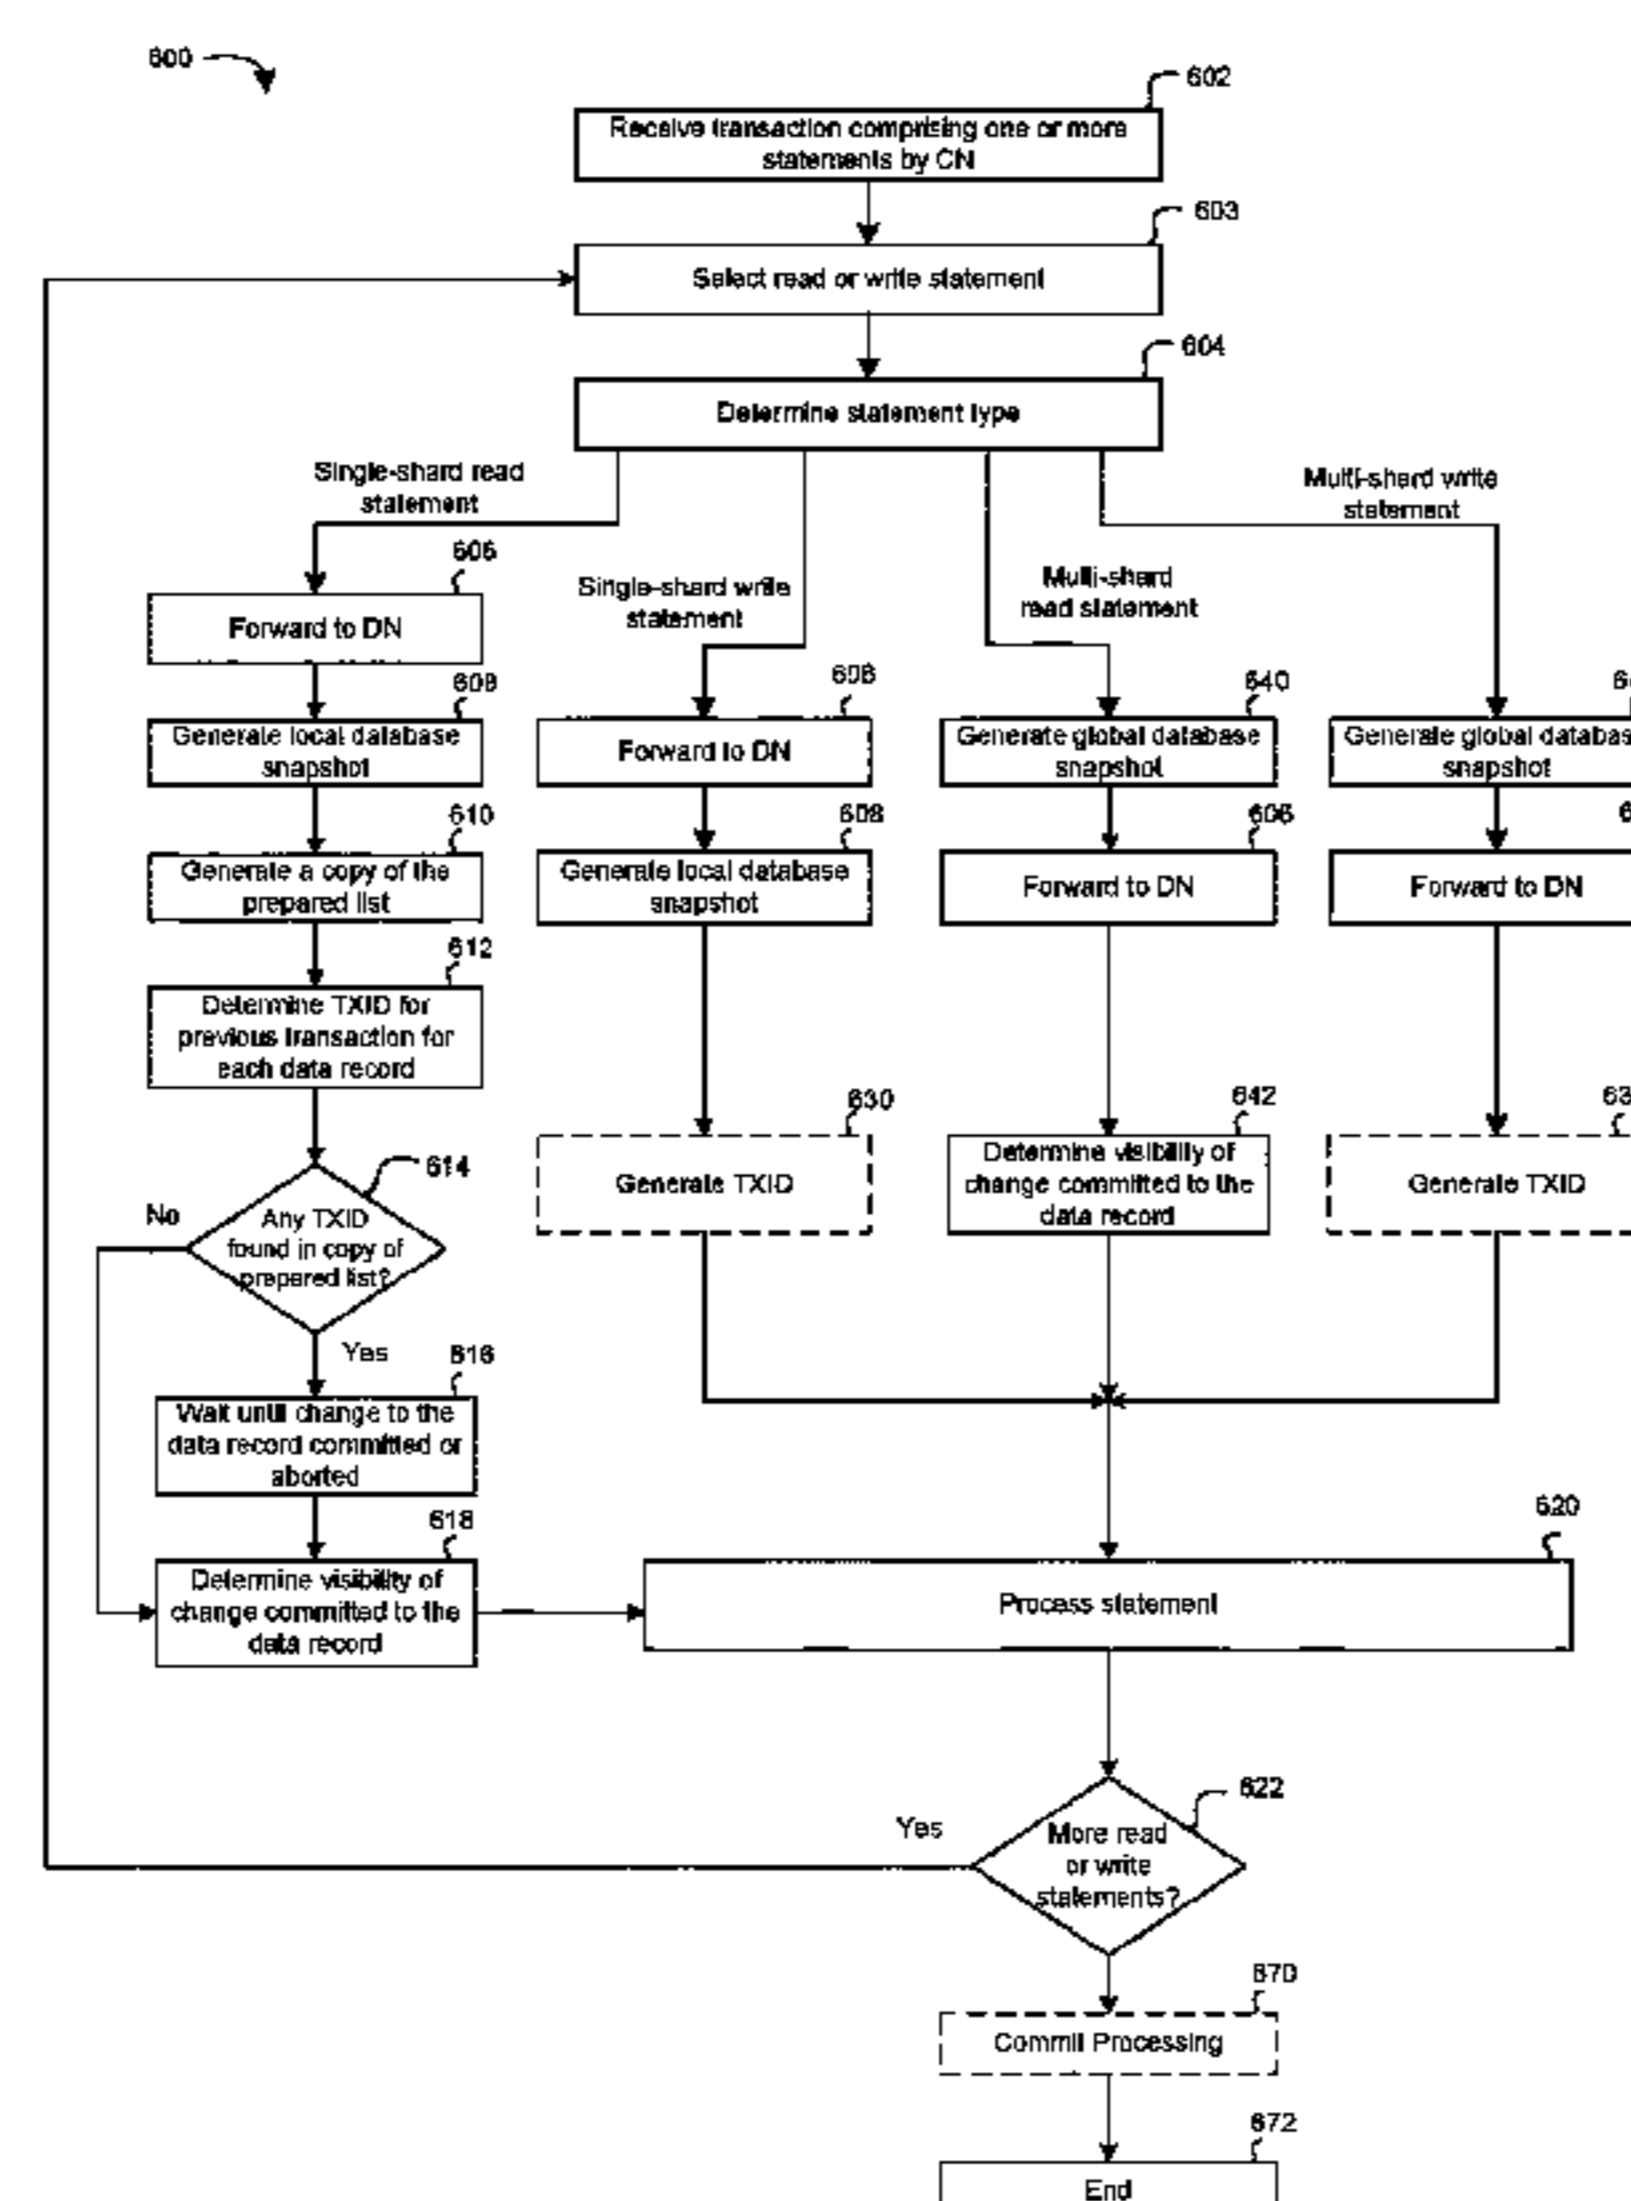 600
602
Receive transaction comprising one or more
statements by CN
603
Select read or write statement
604
Determine statement type
Single-shard read
statement
Multi-shard write
statement
Single-shard write
statement
Multi-shard
read statement
606
Forward to DN
608
Generate local database
snapshot
610
Generate a copy of the
prepared list
612
Determine TXID for
previous transaction for
each data record
614
Any TXID
found in copy of
prepared list?
No
Yes
616
Wait until change to the
data record committed or
aborted
618
Determine visibility of
change committed to the
data record
606
Forward to DN
608
Generate local database
snapshot
630
Generate TXID
640
Generate global database
snapshot
606
Forward to DN
642
Determine visibility of
change committed to the
data record
Generate global databas
snapshot
Forward to DN
63
Generate TXID
620
Process statement
622
More read
or write
statements?
Yes
670
Commit Processing
672
End